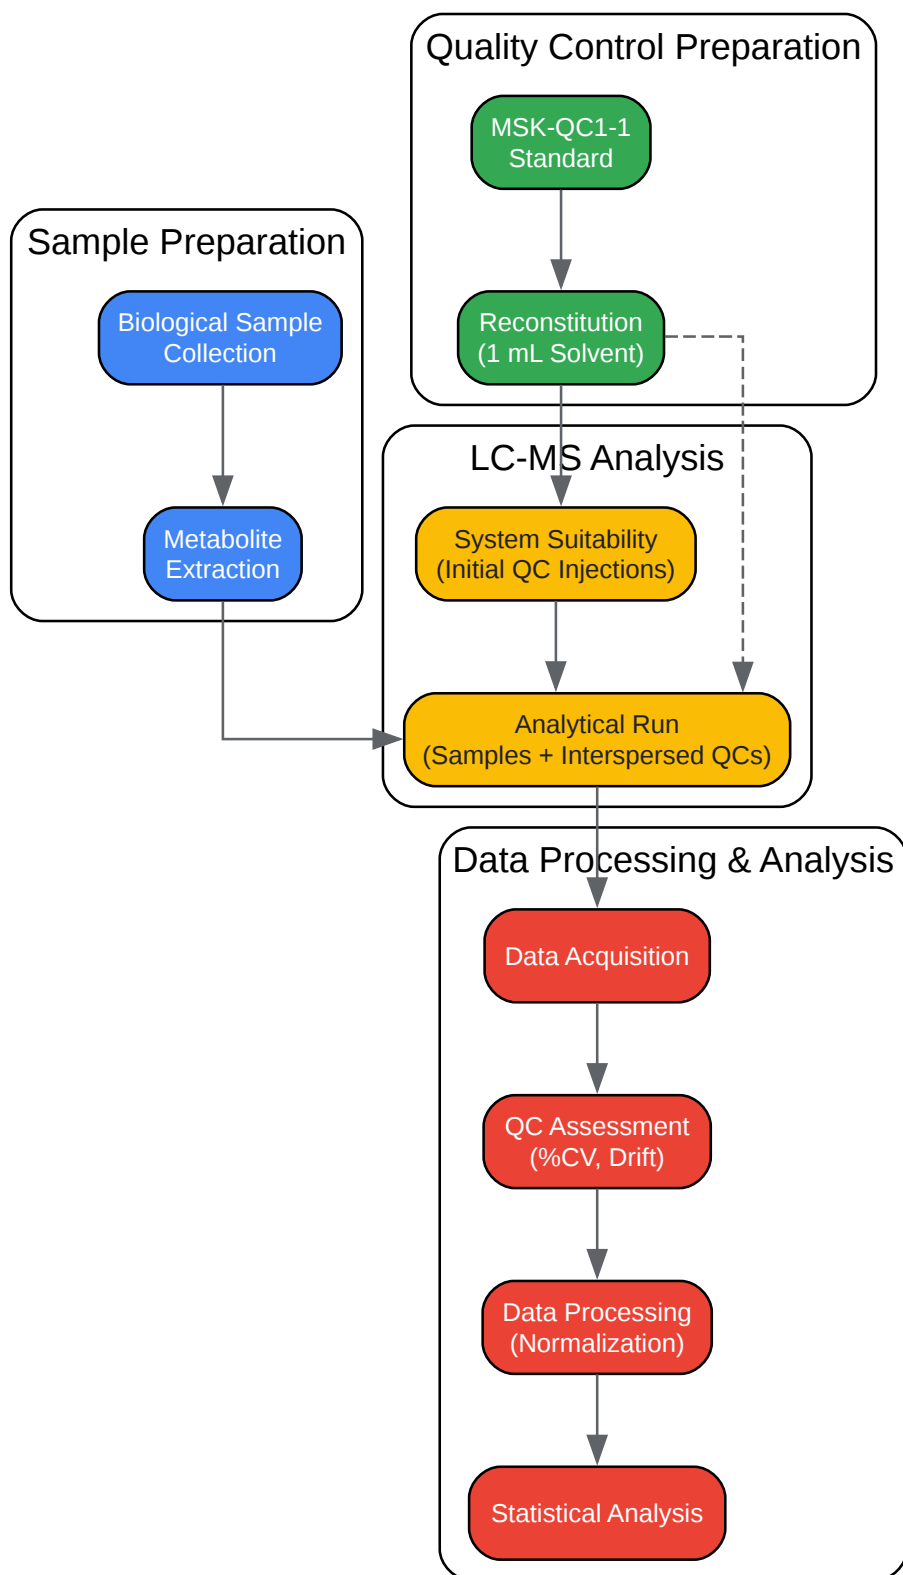 Quality Control Preparation
MSK-QC1-1
Standard
Sample Preparation
Biological Sample
Collection
Reconstitution
(1 mL Solvent)
LC-MS Analysis
Metabolite
Extraction
System Suitability
(Initial QC Injections)
Analytical Run
(Samples + Interspersed QCs)
Data Processing & Analysis
Data Acquisition
QC Assessment
(%CV, Drift)
Data Processing
(Normalization)
Statistical Analysis